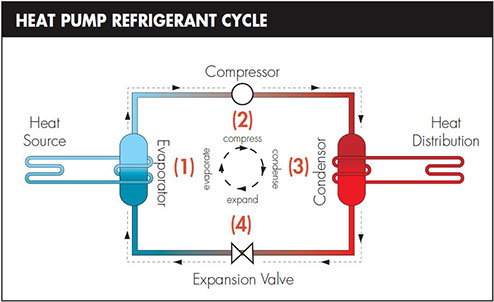 HEAT PUMP REFRIGERANT CYCLE
Compressor
Heat
Source
Heat
Distribution
Evaporator
Condensor
(1)
(2)
(3)
(4)
compress
condense
expand
evaporate
Expansion Valve